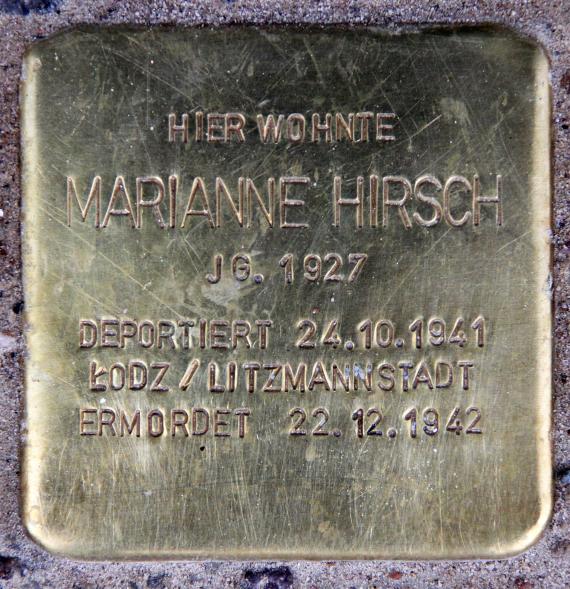 HIER WOHNTE
MARIANNE HIRSCH
JG. 1927
DEPORTIERT 24.10.1941
ŁODZ / LITZMANNSTADT
ERMORDET 22.12.1942